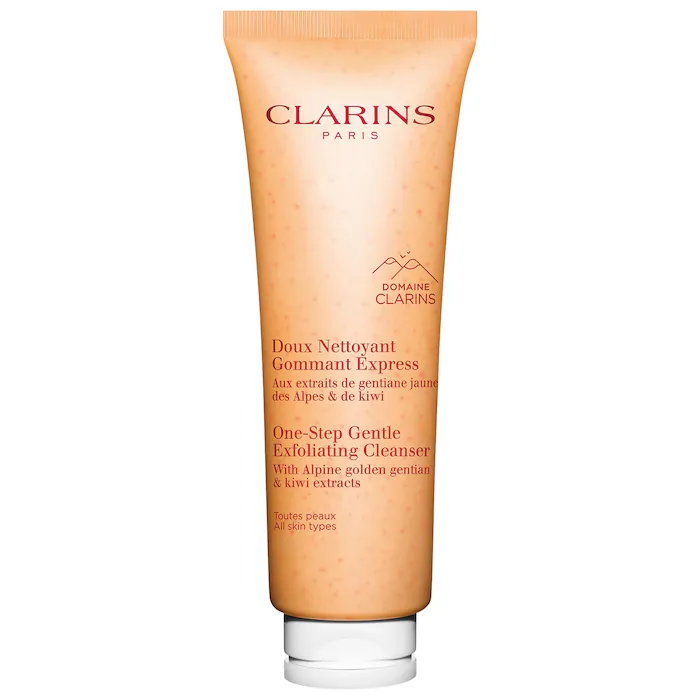 CLARINS
PARIS
DOMAINE
CLARINS
Doux Nettoyant
Gommant Express
Aux extraits de gentiane jaune
des Alpes & de kiwi
One-Step Gentle
Exfoliating Cleanser
With Alpine golden gentian
& kiwi extracts
Toutes peaux
All skin types